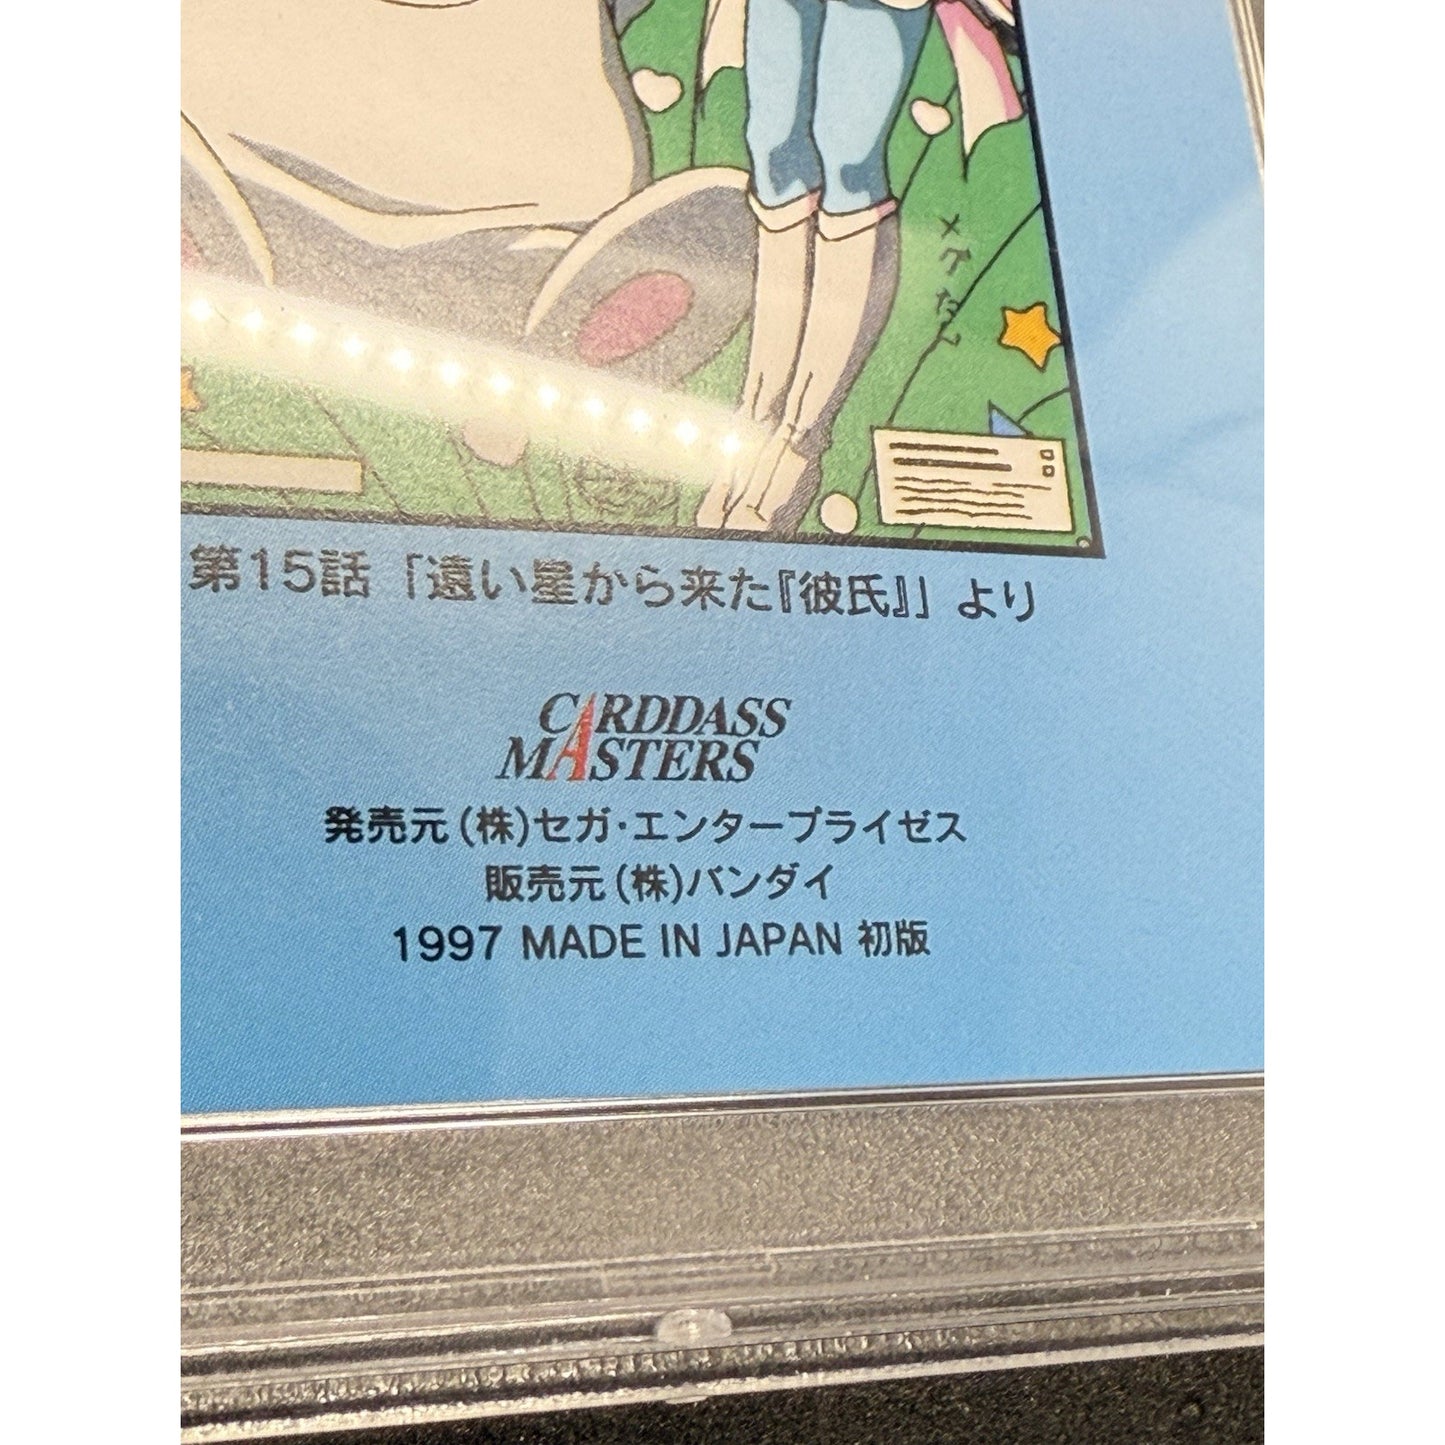 メグたん
第15話「遠い星から来た『彼氏』」より
CARDDASS
MASTERS
発売元(株)セガ・エンタープライゼス
販売元(株)バンダイ
1997 MADE IN JAPAN 初版